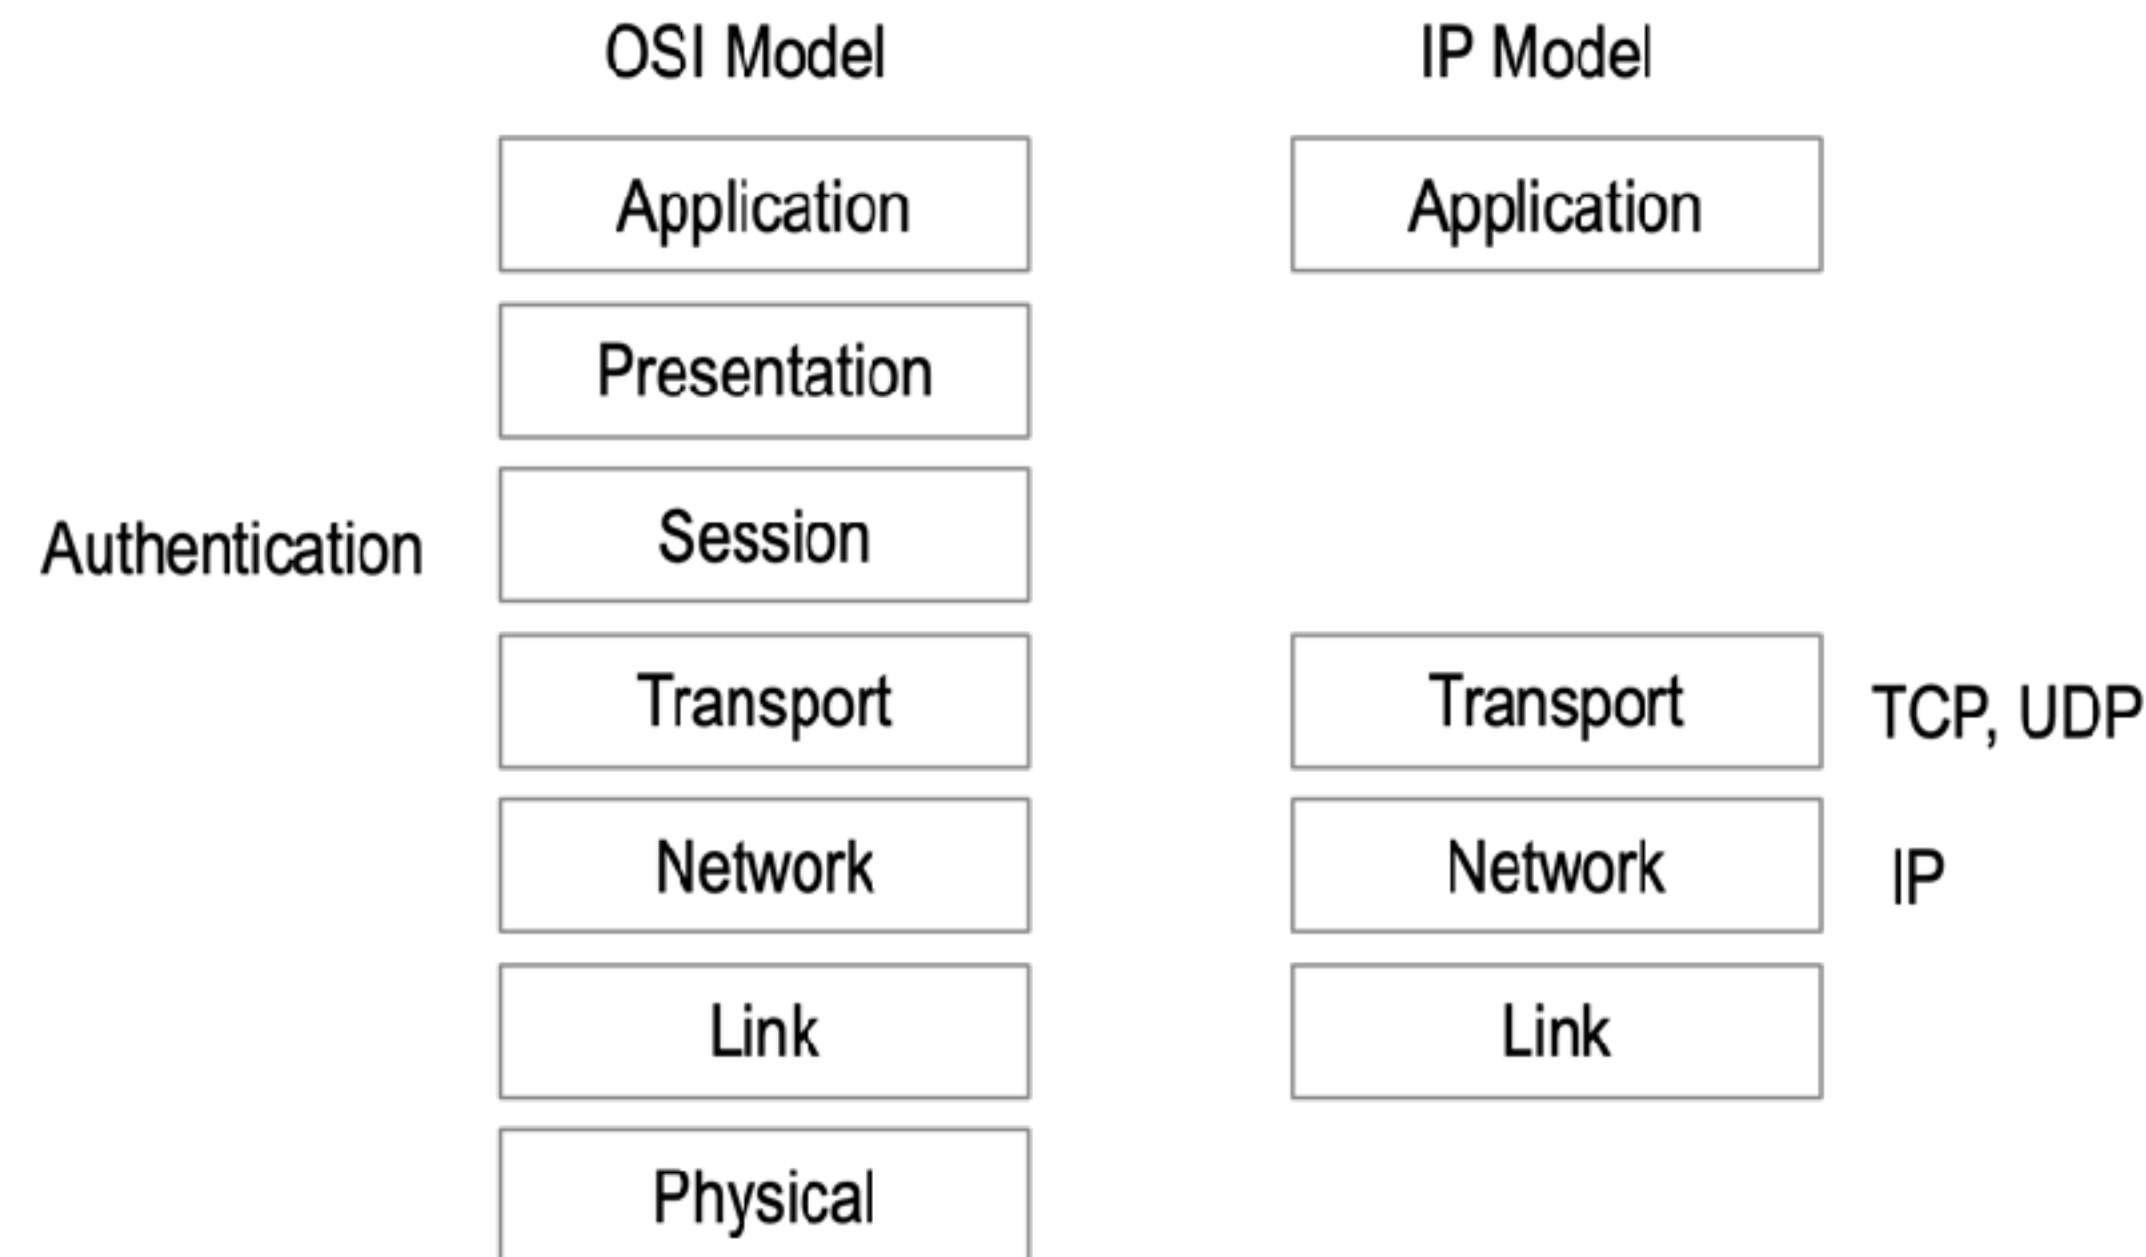 OSI Model
IP Model
Application
Application
Presentation
Authentication
Session
Transport
Transport
TCP, UDP
Network
Network
IP
Link
Link
Physical